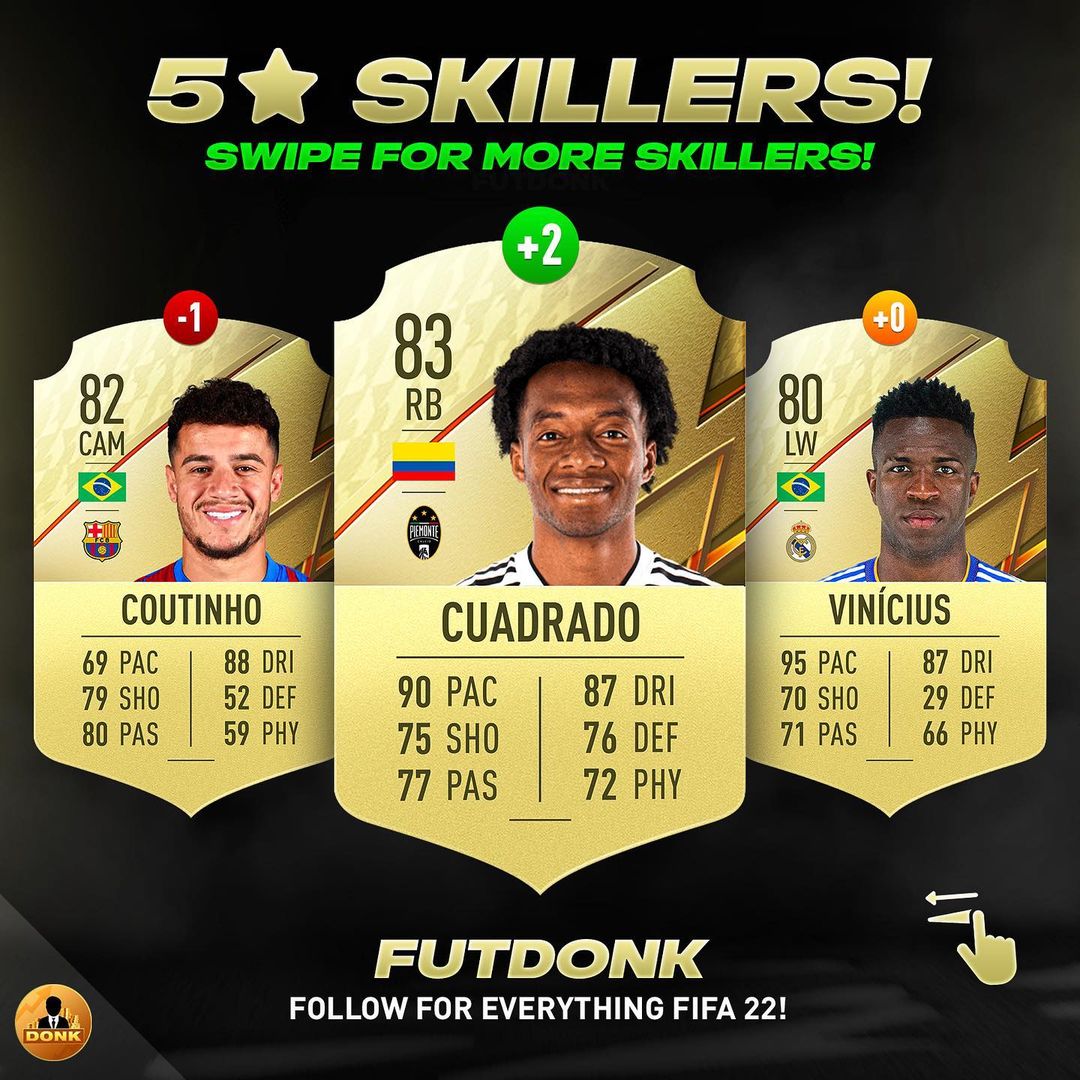 5★ SKILLERS!
SWIPE FOR MORE SKILLERS!
FUTDONK
-1
82
CAM
FCB
COUTINHO
69 PAC 88 DRI
79 SHO 52 DEF
80 PAS 59 PHY
+2
83
RB
PIEMONTE
CALCIO
CUADRADO
90 PAC 87 DRI
75 SHO 76 DEF
77 PAS 72 PHY
+0
80
LW
VINÍCIUS
95 PAC 87 DRI
70 SHO 29 DEF
71 PAS 66 PHY
FUTDONK
FOLLOW FOR EVERYTHING FIFA 22!
DONK